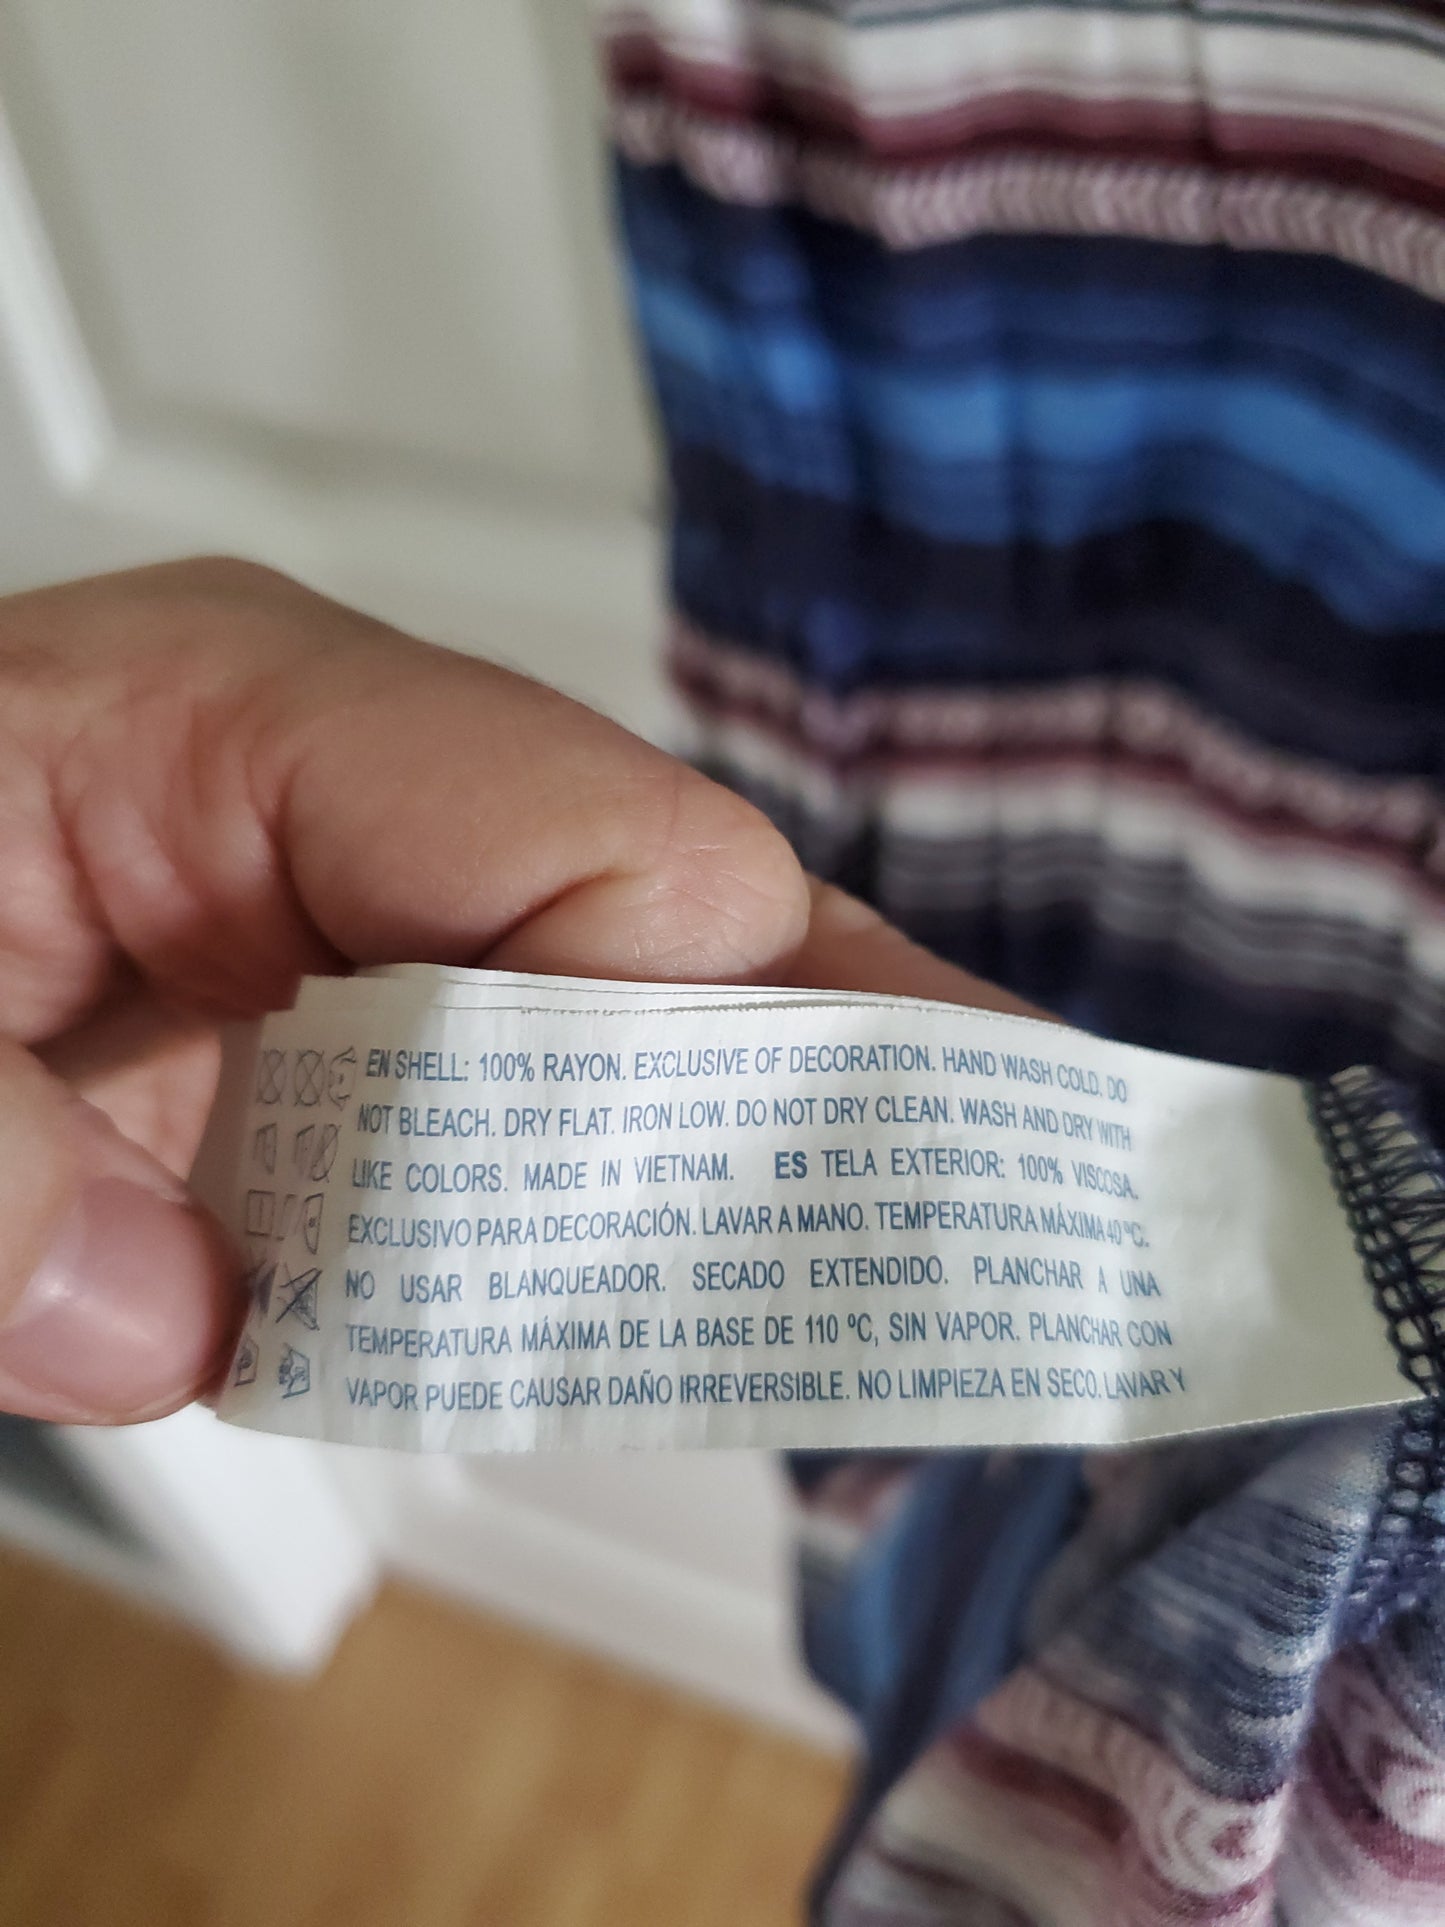 EN SHELL: 100% RAYON. EXCLUSIVE OF DECORATION. HAND WASH COLD. DO
NOT BLEACH. DRY FLAT. IRON LOW. DO NOT DRY CLEAN. WASH AND DRY WITH
LIKE COLORS. MADE IN VIETNAM. ES TELA EXTERIOR: 100% VISCOSA.
EXCLUSIVO PARA DECORACIÓN. LAVAR A MANO. TEMPERATURA MÁXIMA 40 ºC.
NO USAR BLANQUEADOR. SECADO EXTENDIDO. PLANCHAR A UNA
TEMPERATURA MÁXIMA DE LA BASE DE 110 ºC, SIN VAPOR. PLANCHAR CON
VAPOR PUEDE CAUSAR DAÑO IRREVERSIBLE. NO LIMPIEZA EN SECO. LAVAR Y